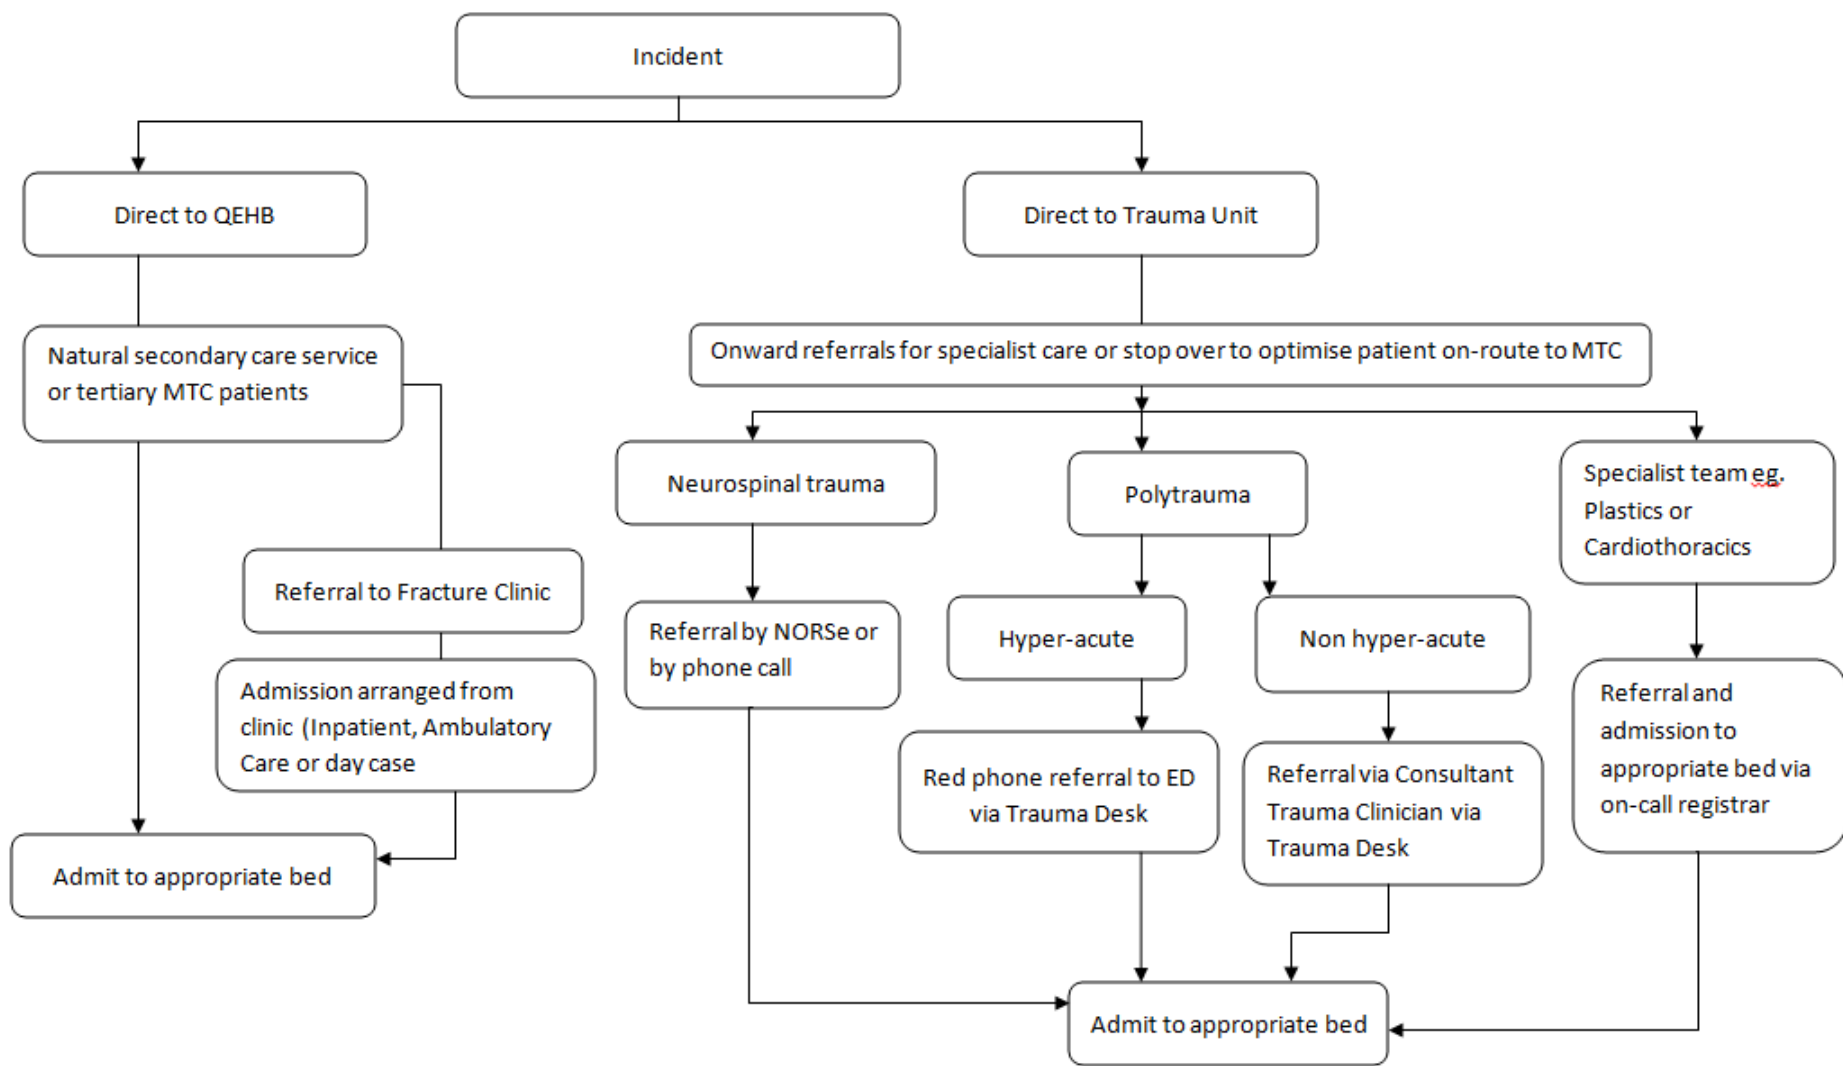 Incident
Direct to QEHB
Direct to Trauma Unit
Natural secondary care service
or tertiary MTC patients
Onward referrals for specialist care or stop over to optimise patient on-route to MTC
Neurospinal trauma
Polytrauma
Specialist team eg.
Plastics or
Cardiothoracics
Referral to Fracture Clinic
Referral by NORSe or
by phone call
Hyper-acute
Non hyper-acute
Admission arranged from
clinic (Inpatient, Ambulatory
Care or day case
Red phone referral to ED
via Trauma Desk
Referral via Consultant
Trauma Clinician via
Trauma Desk
Referral and
admission to
appropriate bed via
on-call registrar
Admit to appropriate bed
Admit to appropriate bed